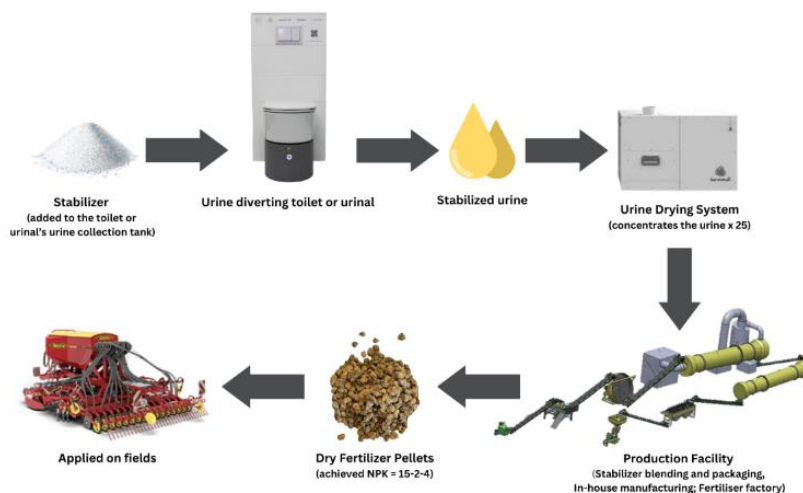 Stabilizer
(added to the toilet or
urinal's urine collection tank)
Urine diverting toilet or urinal
Stabilized urine
Urine Drying System
(concentrates the urine x 25)
Applied on fields
Dry Fertilizer Pellets
(achieved NPK = 15-2-4)
Production Facility
(Stabilizer blending and packaging,
In-house manufacturing; Fertiliser factory)